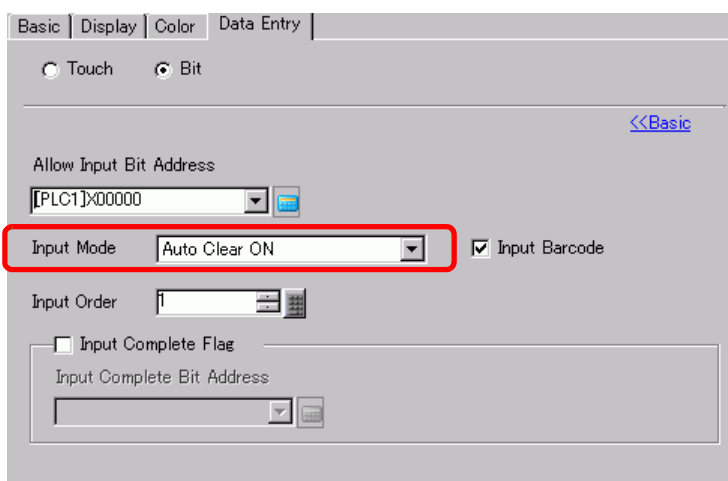 Basic Display Color Data Entry
Touch Bit
<<Basic
Allow Input Bit Address
[PLC1]X00000
Input Mode Auto Clear ON Input Barcode
Input Order 1
Input Complete Flag
Input Complete Bit Address